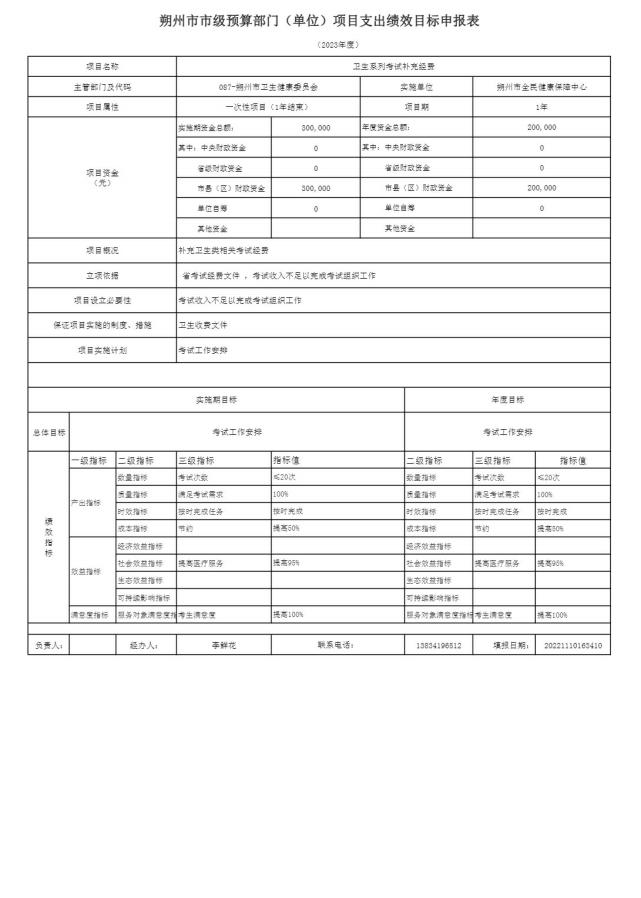 朔州市市级预算部门（单位）项目支出绩效目标申报表
（2023年度）
项目名称 卫生系列考试补充经费
主管部门及代码 087-朔州市卫生健康委员会 实施单位 朔州市全民健康保障中心
项目属性 一次性项目（1年结束） 项目期 1年
项目资金（元） 实施期资金总额： 300,000 年度资金总额： 200,000
其中：中央财政资金 0 其中：中央财政资金 0
省级财政资金 0 省级财政资金 0
市县（区）财政资金 300,000 市县（区）财政资金 200,000
单位自筹 0 单位自筹 0
其他资金 其他资金
项目概况 补充卫生类相关考试经费
立项依据 省考试经费文件 ，考试收入不足以完成考试组织工作
项目设立必要性 考试收入不足以完成考试组织工作
保证项目实施的制度、措施 卫生收费文件
项目实施计划 考试工作安排
实施期目标 年度目标
总体目标 考试工作安排 考试工作安排
绩效指标 一级指标 二级指标 三级指标 指标值 二级指标 三级指标 指标值
产出指标 数量指标 考试次数 ≤20次 数量指标 考试次数 ≤20次
质量指标 满足考试需求 100% 质量指标 满足考试需求 100%
时效指标 按时完成任务 按时完成 时效指标 按时完成任务 按时完成
成本指标 节约 提高50% 成本指标 节约 提高50%
效益指标 经济效益指标 经济效益指标
社会效益指标 提高医疗服务 提高95% 社会效益指标 提高医疗服务 提高95%
生态效益指标 生态效益指标
可持续影响指标 可持续影响指标
满意度指标 服务对象满意度指 考生满意度 提高100% 服务对象满意度指标 考生满意度 提高100%
负责人： 经办人： 李鲜花 联系电话： 13834196512 填报日期： 20221110163410